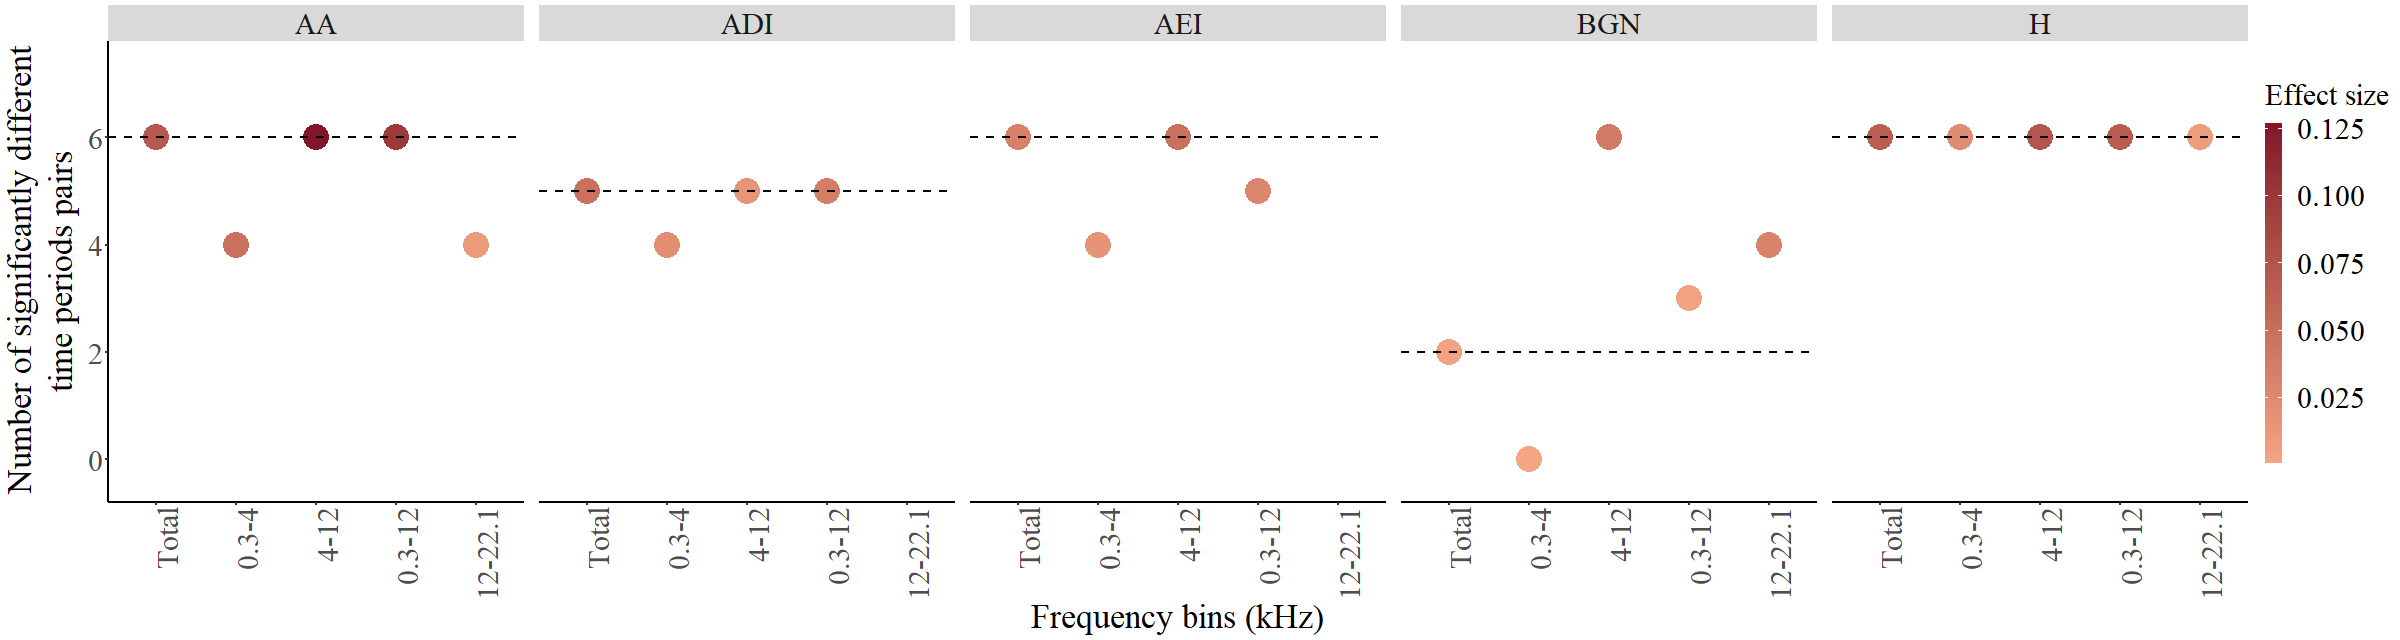 AA
ADI
AEI
BGN
H
Number of significantly different
time periods pairs
6
4
2
0
Total
0.3-4
4-12
0.3-12
12-22.1
Total
0.3-4
4-12
0.3-12
12-22.1
Total
0.3-4
4-12
0.3-12
12-22.1
Total
0.3-4
4-12
0.3-12
12-22.1
Total
0.3-4
4-12
0.3-12
12-22.1
Frequency bins (kHz)
Effect size
0.125
0.100
0.075
0.050
0.025